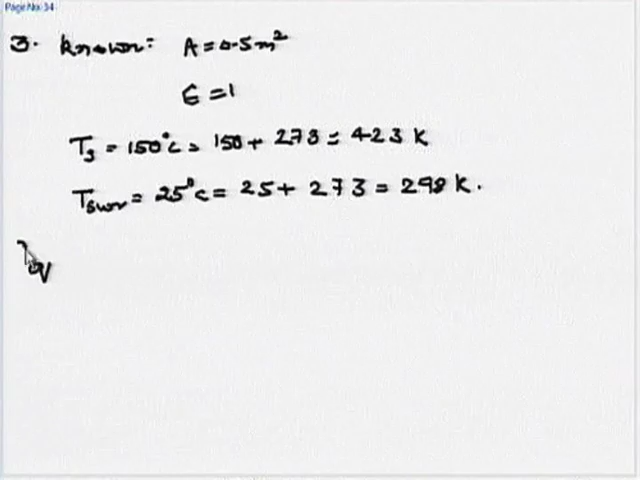 Page No: 34
3. Known: A = 0.5 m²
ϵ = 1
Ts = 150°c = 150 + 273 = 423 K
Tsurr = 25°c = 25 + 273 = 298 K.
q